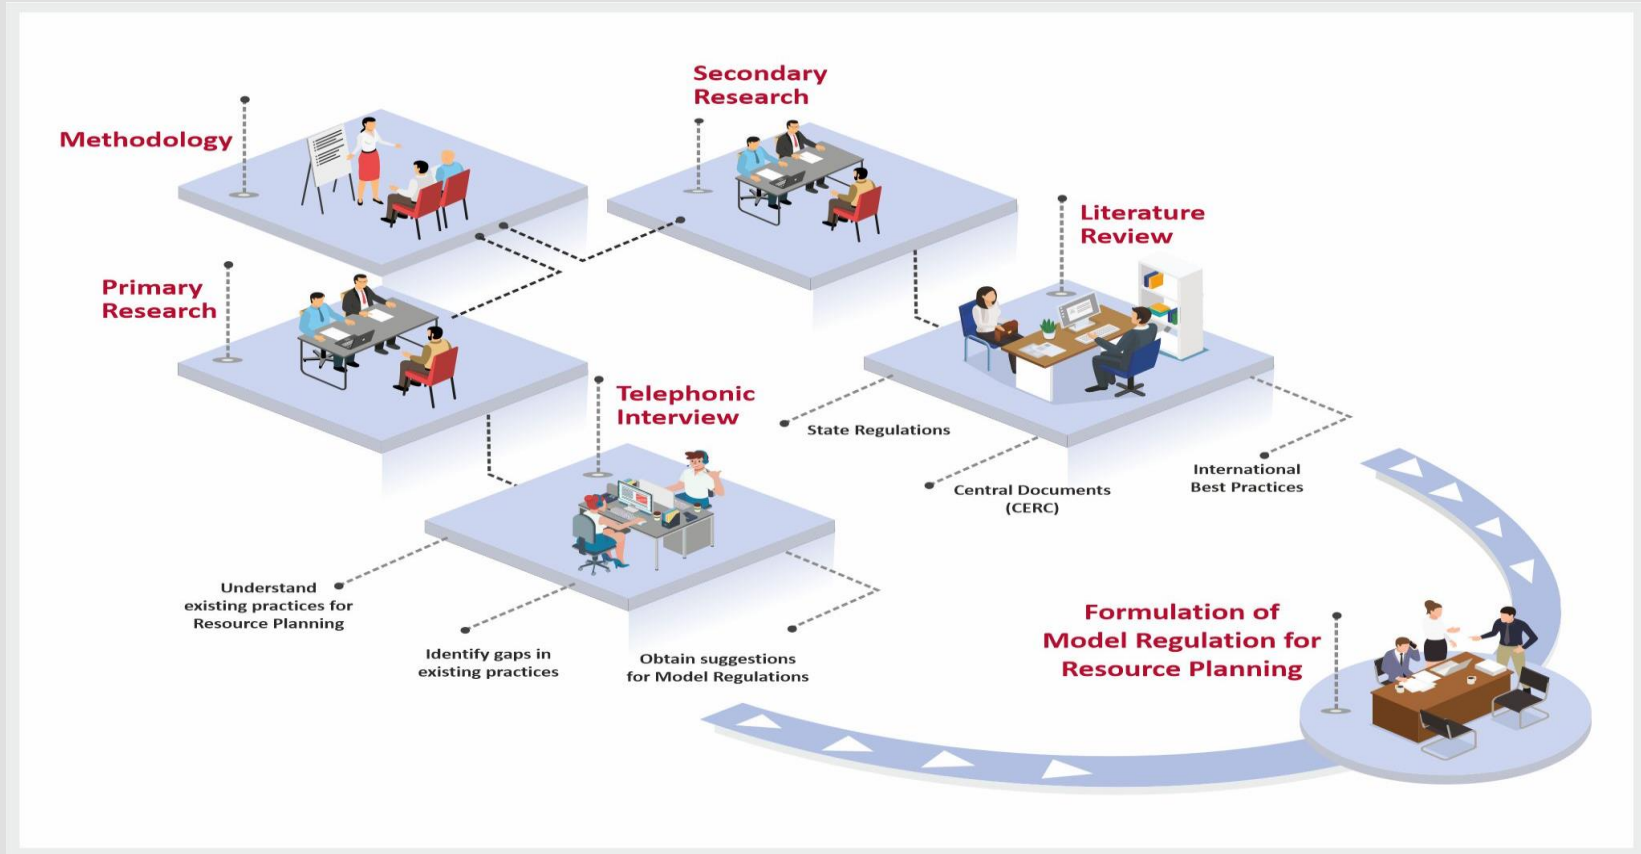 Methodology
Secondary
Research
Primary
Research
Literature
Review
Telephonic
Interview
State Regulations
Central Documents
(CERC)
International
Best Practices
Understand
existing practices for
Resource Planning
Identify gaps in
existing practices
Obtain suggestions
for Model Regulations
Formulation of
Model Regulation for
Resource Planning